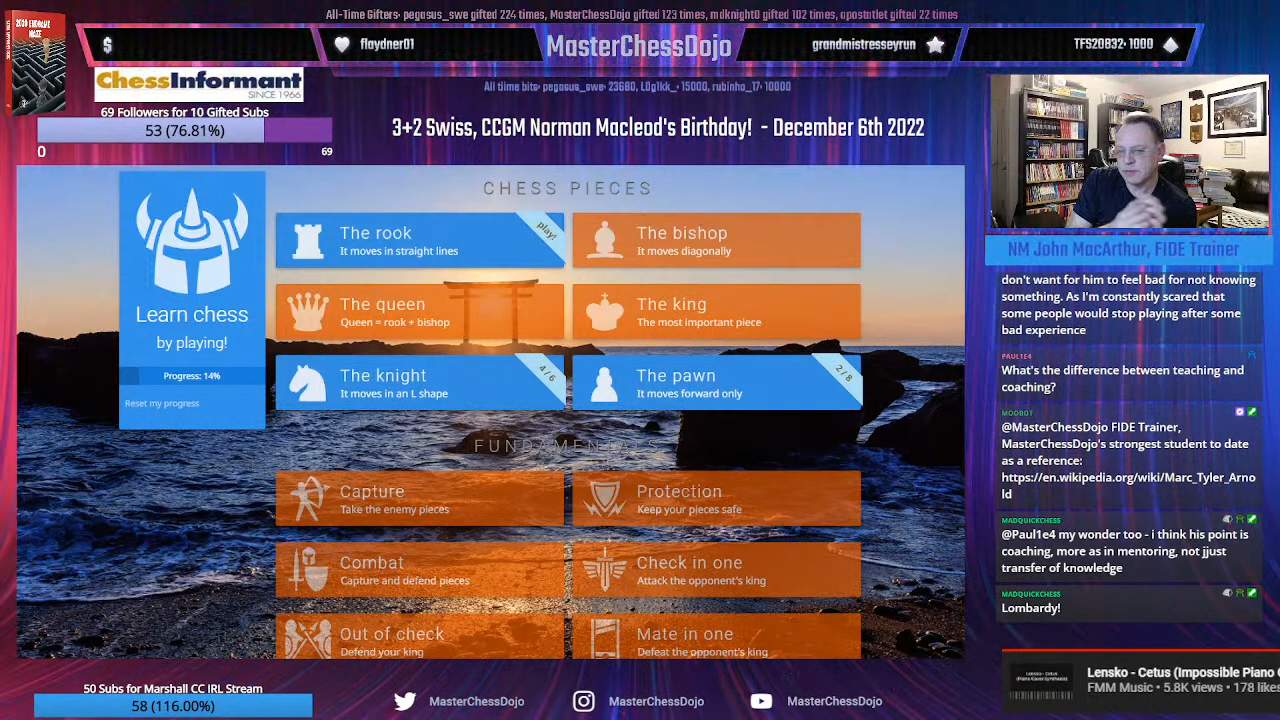 All-Time Gifters: pegasus_swe gifted 224 times, MasterChessDojo gifted 123 times, mdknight0 gifted 102 times, apostatlet gifted 22 times
$
flaydner01
MasterChessDojo
grandmistresseyrun
TFS20832: 1000
ChessInformant
SINCE 1966
All tiime bits: pegasus_swe: 23680, L0g1kk_: 15000, rubinho_17: 10000
69 Followers for 10 Gifted Subs
53 (76.81%)
0
69
3+2 Swiss, CCGM Norman Macleod's Birthday! - December 6th 2022
CHESS PIECES
Learn chess
by playing!
Progress: 14%
Reset my progress
The rook
It moves in straight lines
play!
The bishop
It moves diagonally
The queen
Queen = rook + bishop
The king
The most important piece
The knight
It moves in an L shape
4/6
The pawn
It moves forward only
2/8
FUNDAMENTALS
Capture
Take the enemy pieces
Protection
Keep your pieces safe
Combat
Capture and defend pieces
Check in one
Attack the opponent's king
Out of check
Defend your king
Mate in one
Defeat the opponent's king
NM John MacArthur, FIDE Trainer
don't want for him to feel bad for not knowing
something. As I'm constantly scared that
some people would stop playing after some
bad experience
PAUL1E4
What's the difference between teaching and
coaching?
MOOBOT
@MasterChessDojo FIDE Trainer,
MasterChessDojo's strongest student to date
as a reference:
https://en.wikipedia.org/wiki/Marc_Tyler_Arno
ld
MADQUICKCHESS
@Paul1e4 my wonder too - i think his point is
coaching, more as in mentoring, not jjust
transfer of knowledge
MADQUICKCHESS
Lombardy!
Lensko - Cetus (Impossible Piano
FMM Music • 5.8K views • 178 likes
50 Subs for Marshall CC IRL Stream
58 (116.00%)
MasterChessDojo
MasterChessDojo
MasterChessDojo